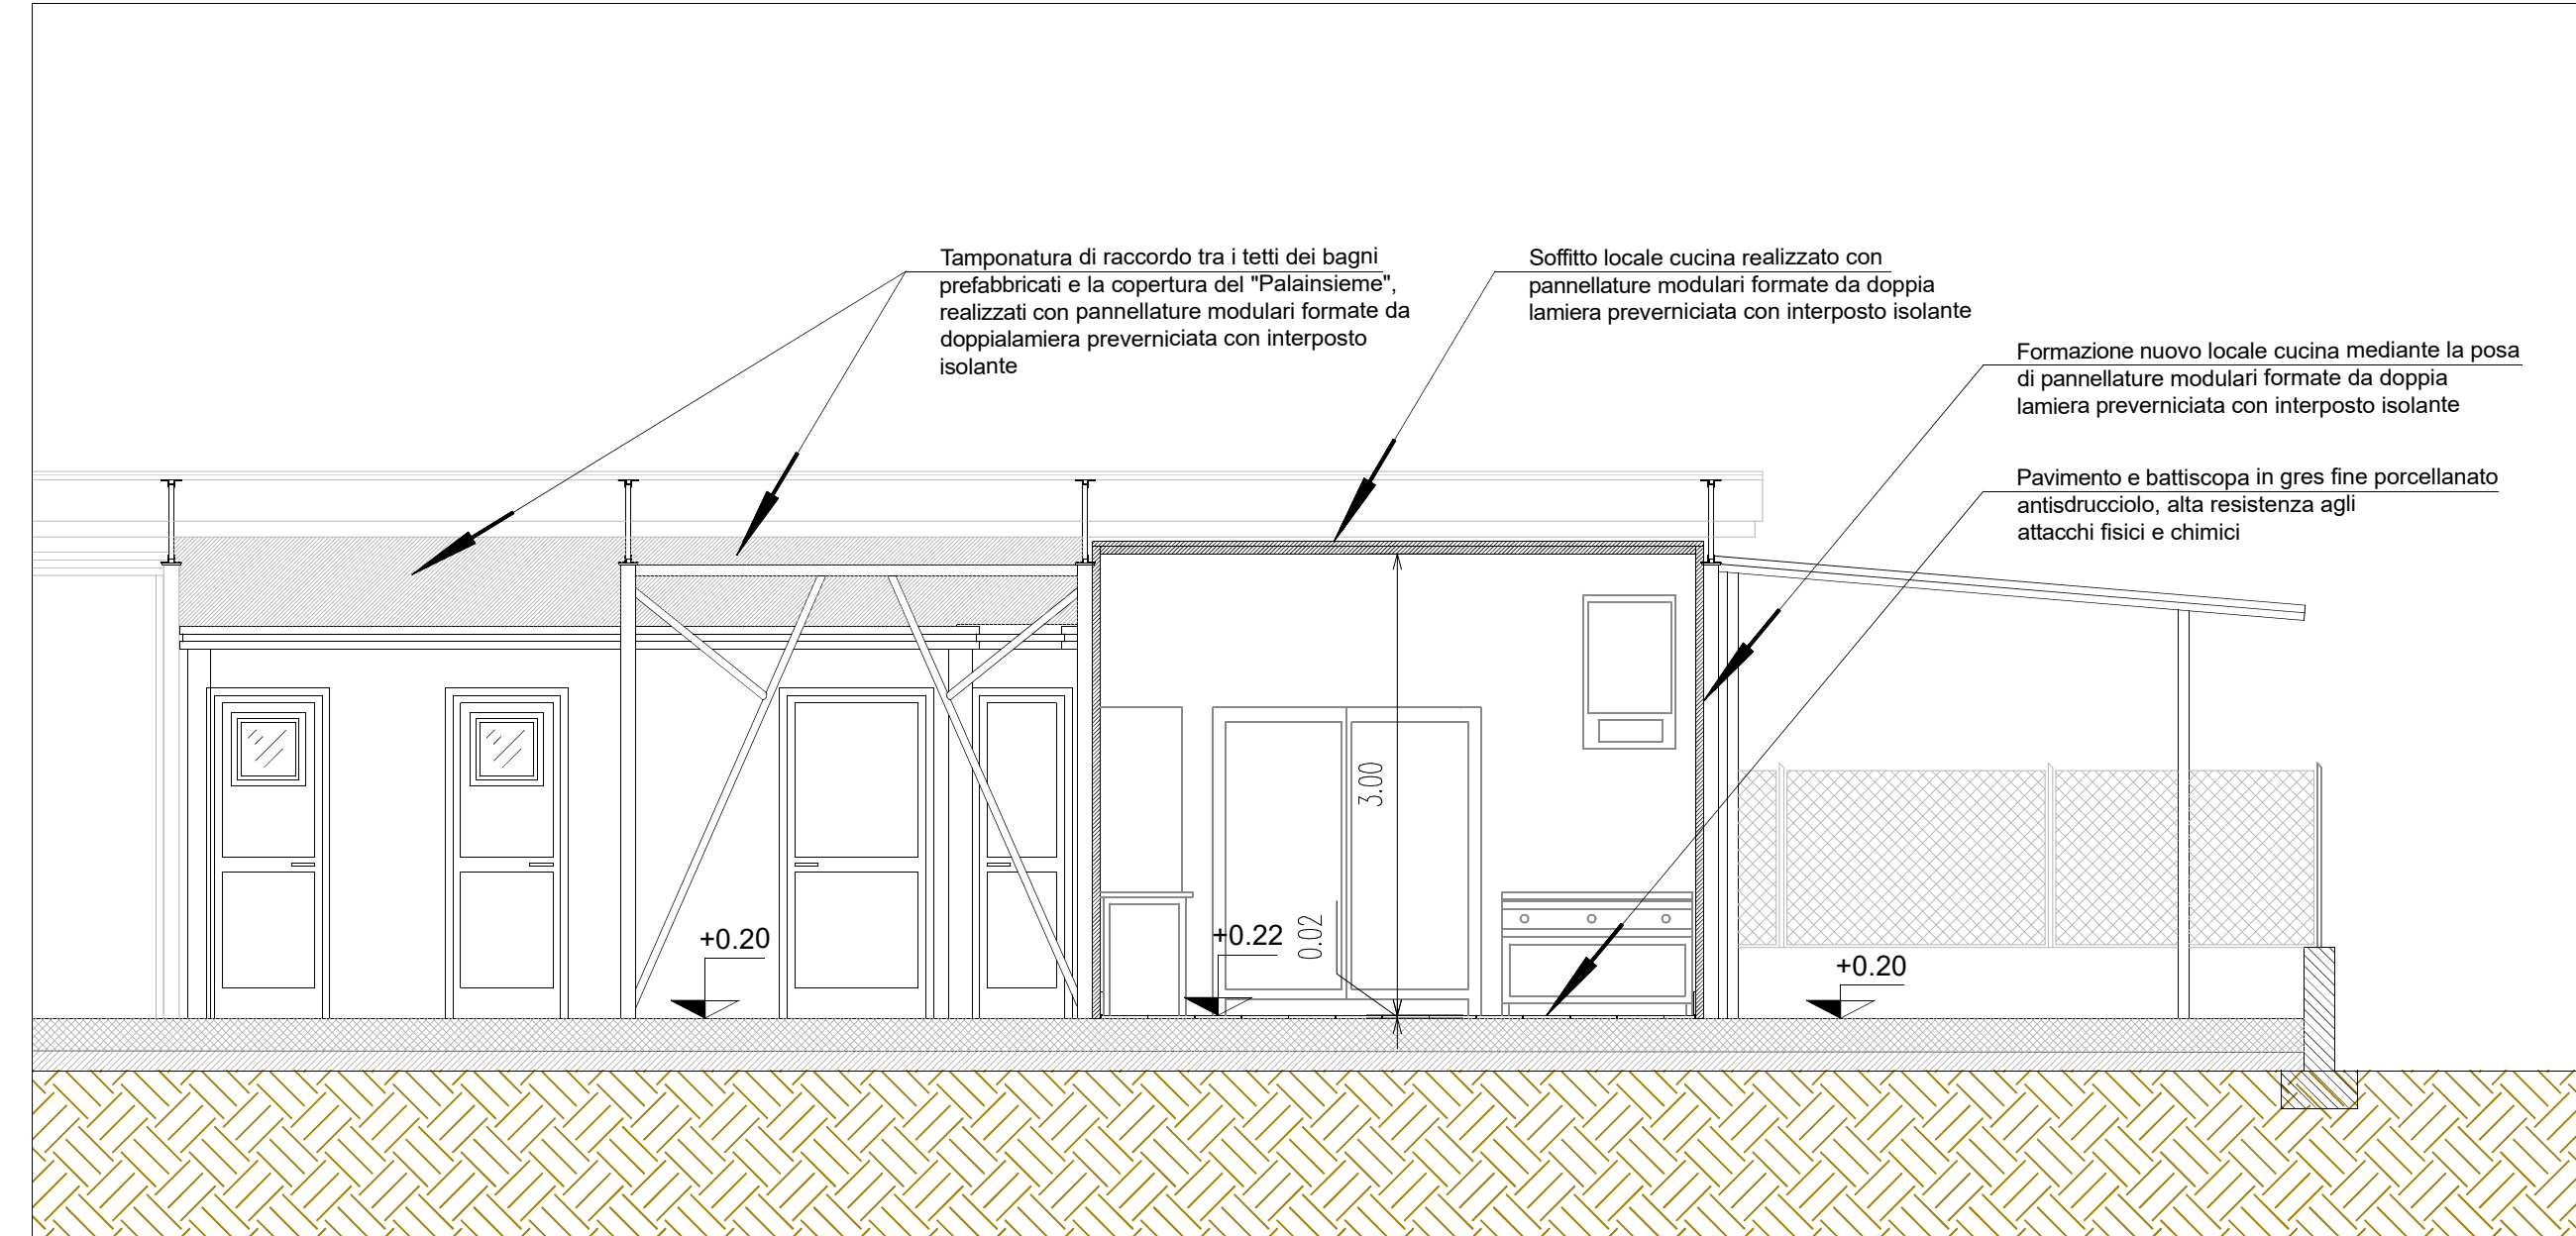 Tamponatura di raccordo tra i tetti dei bagni
prefabbricati e la copertura del "Palainsieme",
realizzati con pannellature modulari formate da
doppialamiera preverniciata con interposto
isolante
Soffitto locale cucina realizzato con
pannellature modulari formate da doppia
lamiera preverniciata con interposto isolante
Formazione nuovo locale cucina mediante la posa
di pannellature modulari formate da doppia
lamiera preverniciata con interposto isolante
Pavimento e battiscopa in gres fine porcellanato
antisdrucciolo, alta resistenza agli
attacchi fisici e chimici
3.00
+0.20
+0.22
0.02
+0.20